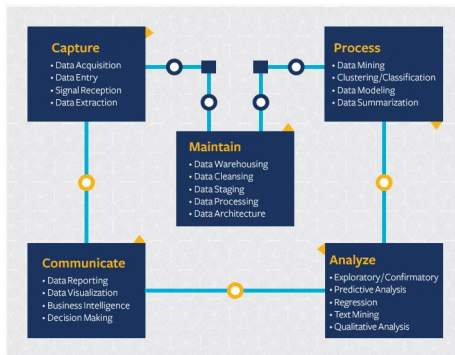 Capture
• Data Acquisition
• Data Entry
• Signal Reception
• Data Extraction
Process
• Data Mining
• Clustering/Classification
• Data Modeling
• Data Summarization
Maintain
• Data Warehousing
• Data Cleansing
• Data Staging
• Data Processing
• Data Architecture
Communicate
• Data Reporting
• Data Visualization
• Business Intelligence
• Decision Making
Analyze
• Exploratory/Confirmatory
• Predictive Analysis
• Regression
• Text Mining
• Qualitative Analysis